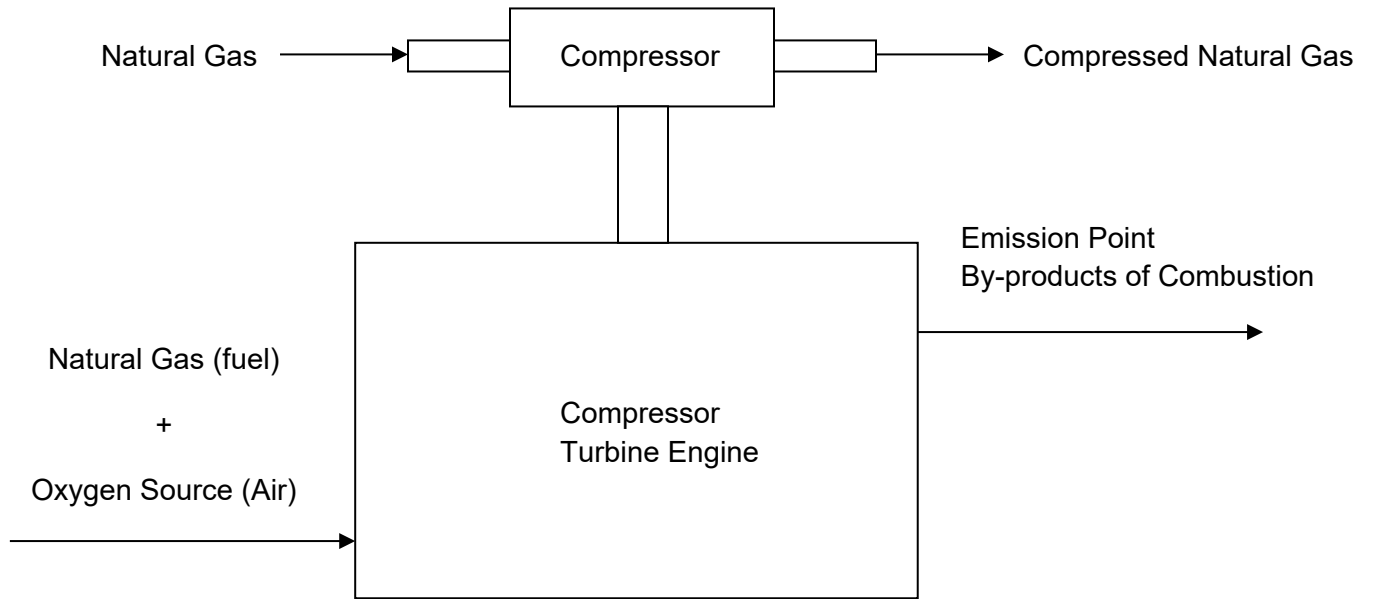 Natural Gas
Compressor
Compressed Natural Gas
Emission Point
By-products of Combustion
Natural Gas (fuel)
+
Oxygen Source (Air)
Compressor
Turbine Engine